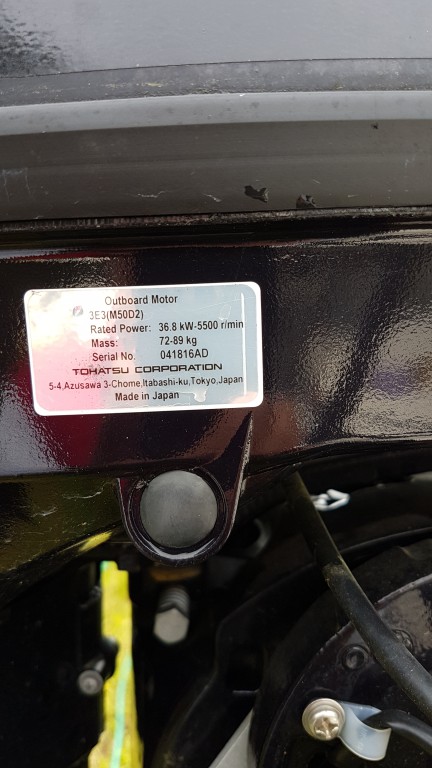 Outboard Motor
3E3(M50D2)
Rated Power: 36.8 kW-5500 r/min
Mass: 72-89 kg
Serial No. 041816AD
TOHATSU CORPORATION
5-4,Azusawa 3-Chome,Itabashi-ku,Tokyo,Japan
Made in Japan